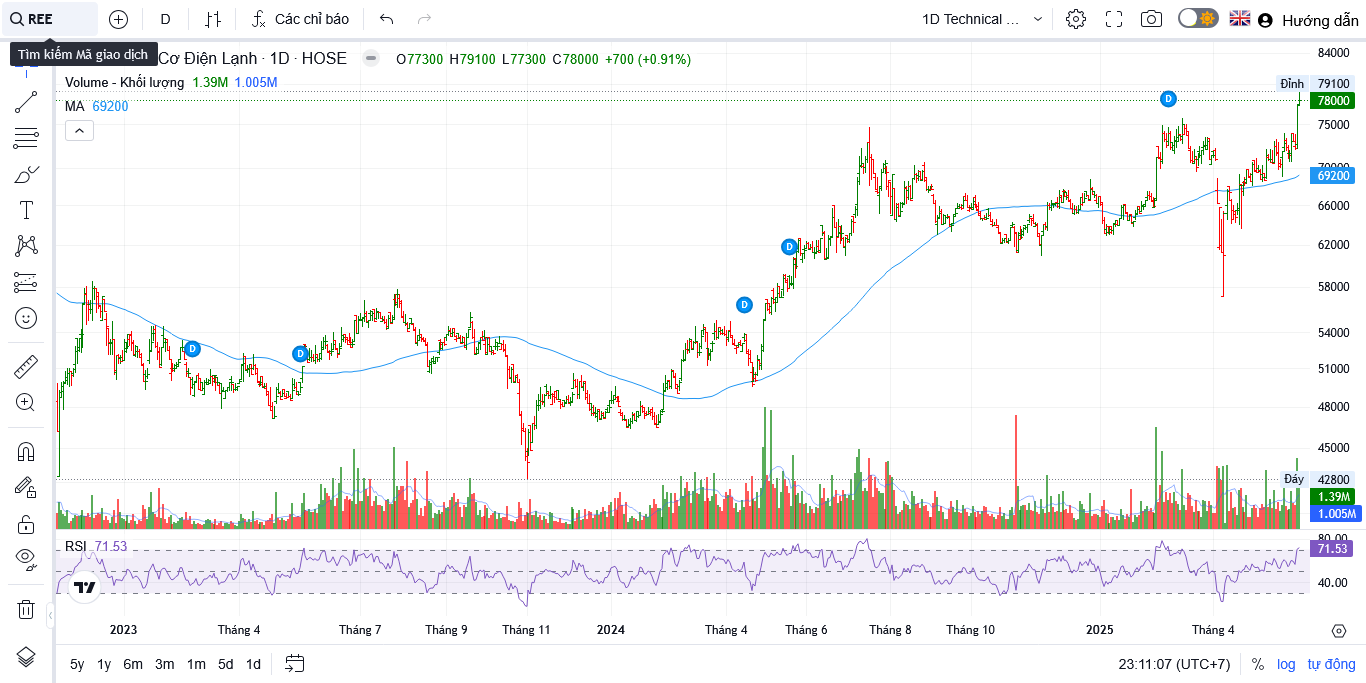 REE
D
Các chỉ báo
1D Technical ...
Hướng dẫn
Tìm kiếm Mã giao dịch
Cơ Điện Lạnh · 1D · HOSE
O77300 H79100 L77300 C78000 +700 (+0.91%)
Volume - Khối lượng 1.39M 1.005M
MA 69200
84000
Đỉnh 79100
78000
75000
70000
69200
66000
62000
58000
54000
51000
48000
45000
Đáy 42800
1.39M
1.005M
D
D
D
D
D
RSI 71.53
80.00
71.53
40.00
2023 Tháng 4 Tháng 7 Tháng 9 Tháng 11 2024 Tháng 4 Tháng 6 Tháng 8 Tháng 10 2025 Tháng 4
5y 1y 6m 3m 1m 5d 1d
23:11:07 (UTC+7) % log tự động